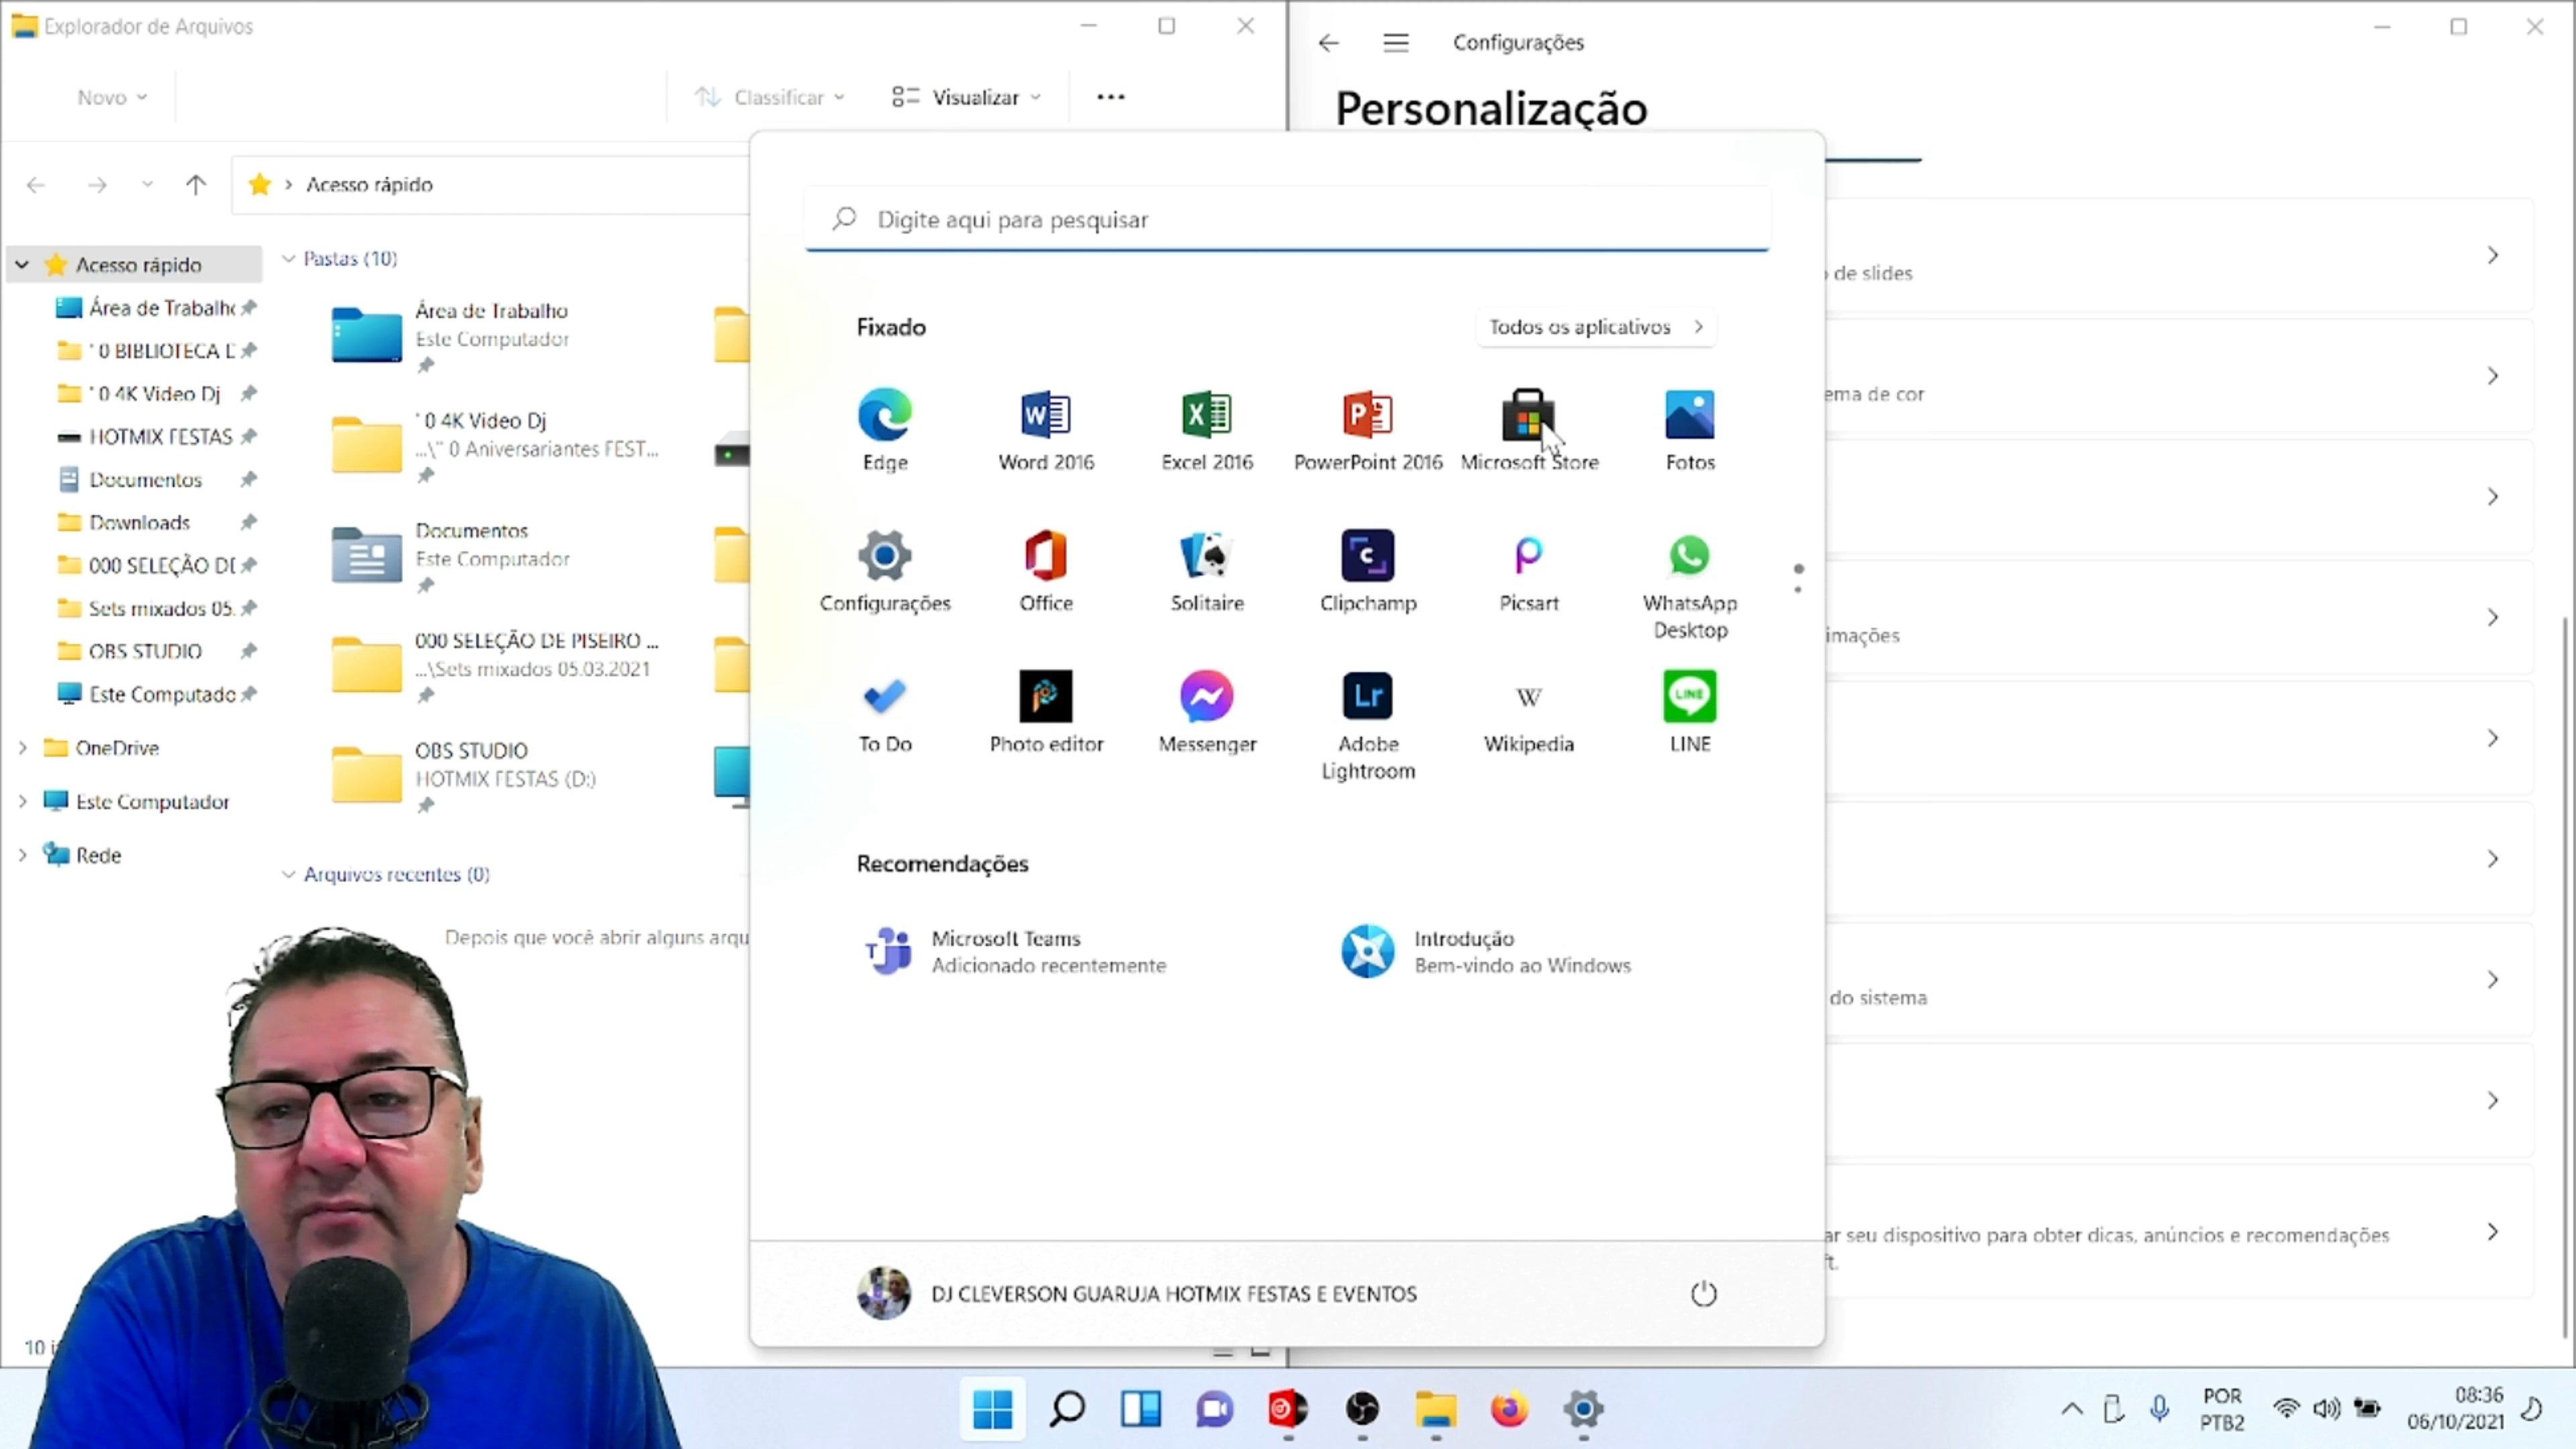 Explorador de Arquivos
Novo
Classificar
Visualizar
Acesso rápido
Acesso rápido
Área de Trabalho
' 0 BIBLIOTECA
' 0 4K Video Dj
HOTMIX FESTAS
Documentos
Downloads
000 SELEÇÃO DE
Sets mixados 05.
OBS STUDIO
Este Computado
OneDrive
Este Computador
Rede
Pastas (10)
Área de Trabalho
Este Computador
' 0 4K Video Dj
...\" 0 Aniversariantes FEST...
Documentos
Este Computador
000 SELEÇÃO DE PISEIRO ...
...\Sets mixados 05.03.2021
OBS STUDIO
HOTMIX FESTAS (D:)
Arquivos recentes (0)
Depois que você abrir alguns arqu
10
Configurações
Personalização
de slides
ema de cor
imações
do sistema
ar seu dispositivo para obter dicas, anúncios e recomendações
ft.
Digite aqui para pesquisar
Fixado
Todos os aplicativos
Edge
Word 2016
Excel 2016
PowerPoint 2016
Microsoft Store
Fotos
Configurações
Office
Solitaire
Clipchamp
Picsart
WhatsApp
Desktop
To Do
Photo editor
Messenger
Adobe
Lightroom
Wikipedia
LINE
Recomendações
Microsoft Teams
Adicionado recentemente
Introdução
Bem-vindo ao Windows
DJ CLEVERSON GUARUJA HOTMIX FESTAS E EVENTOS
POR
PTB2
08:36
06/10/2021